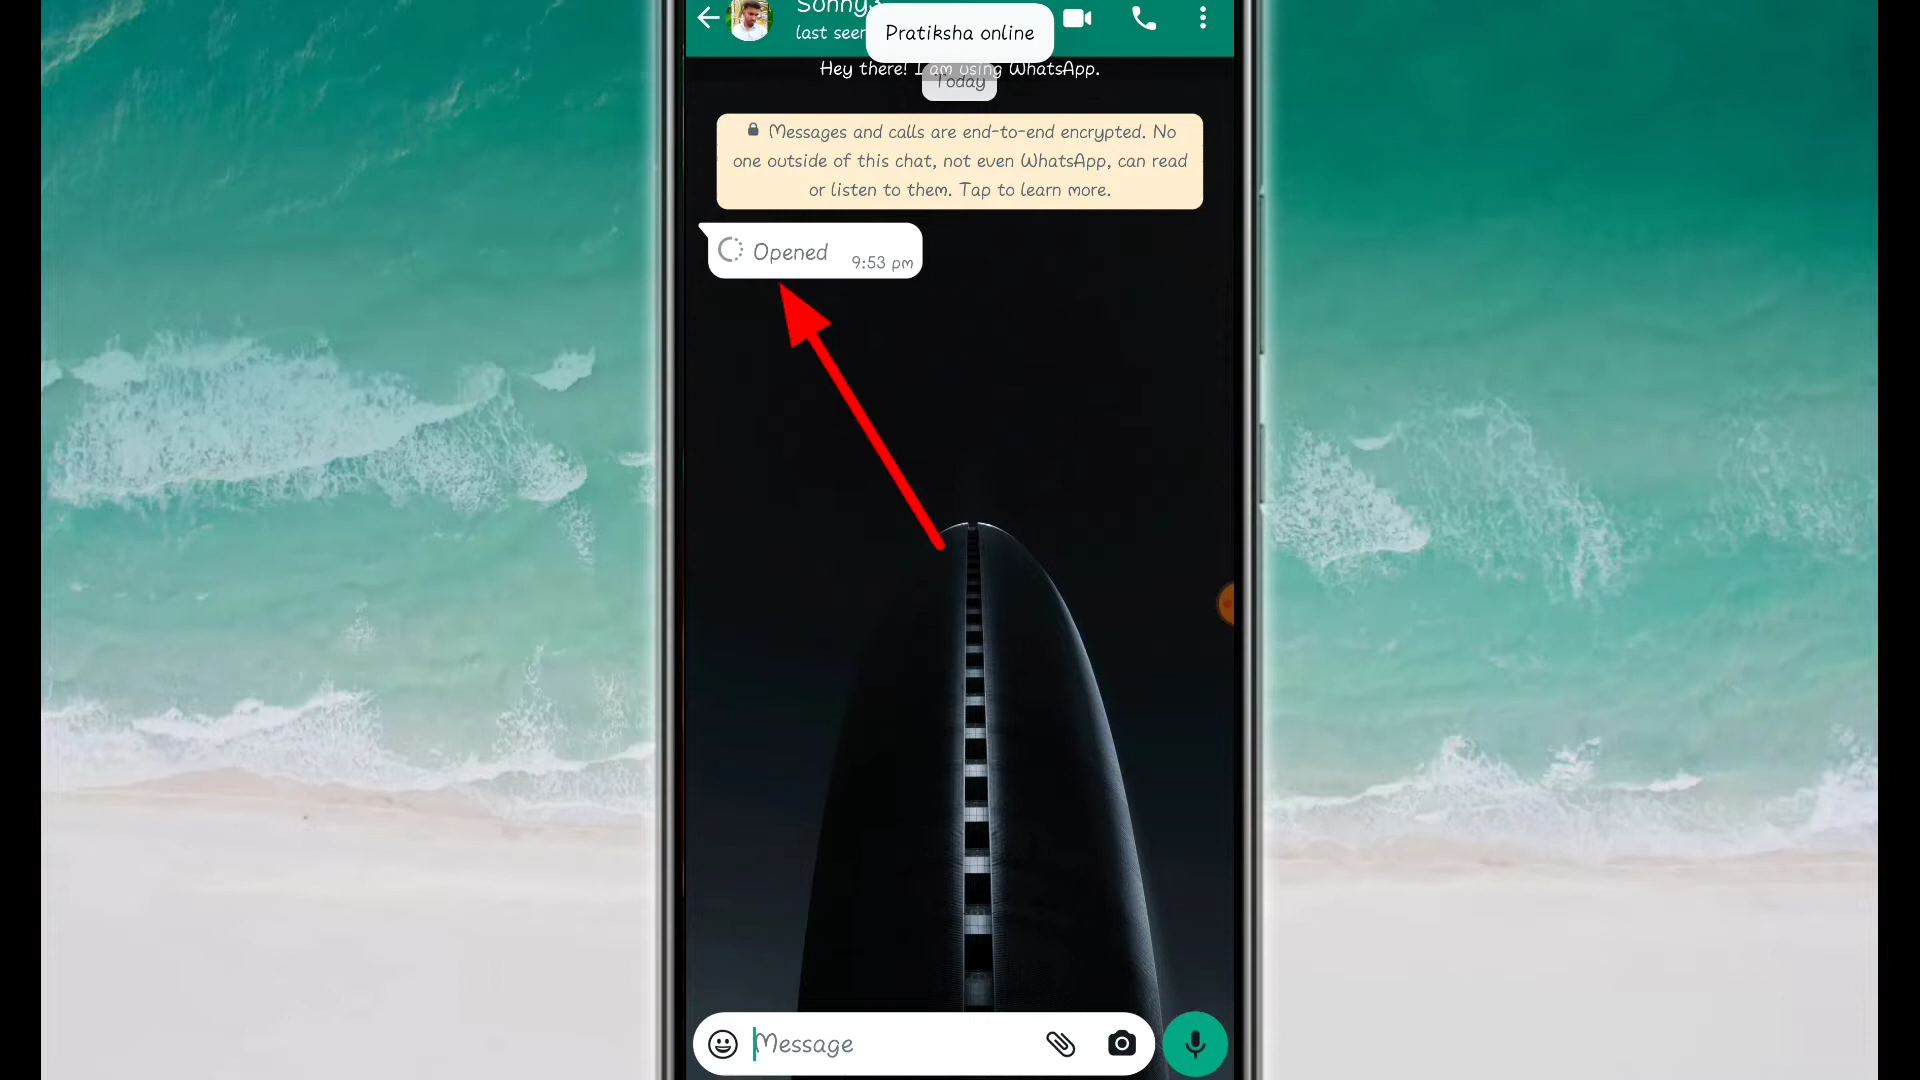 Sonny3
last seen
Pratiksha online
Hey there! I am using WhatsApp.
Today
Messages and calls are end-to-end encrypted. No
one outside of this chat, not even WhatsApp, can read
or listen to them. Tap to learn more.
Opened
9:53 pm
Message